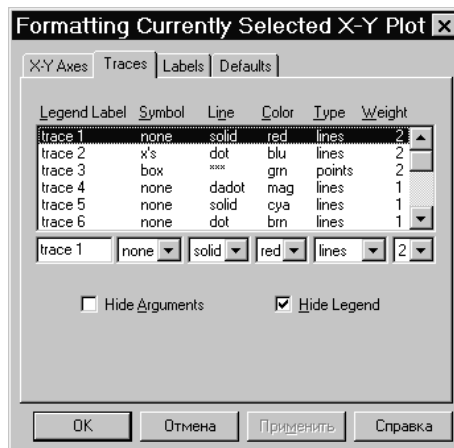 Formatting Currently Selected X-Y Plot
X-Y Axes Traces Labels Defaults
Legend Label Symbol Line Color Type Weight
trace 1 none solid red lines 2
trace 2 x's dot blu lines 2
trace 3 box *** grn points 2
trace 4 none dadot mag lines 1
trace 5 none solid cya lines 1
trace 6 none dot brn lines 1
trace 1 none solid red lines 2
Hide Arguments Hide Legend
OK Отмена Применить Справка